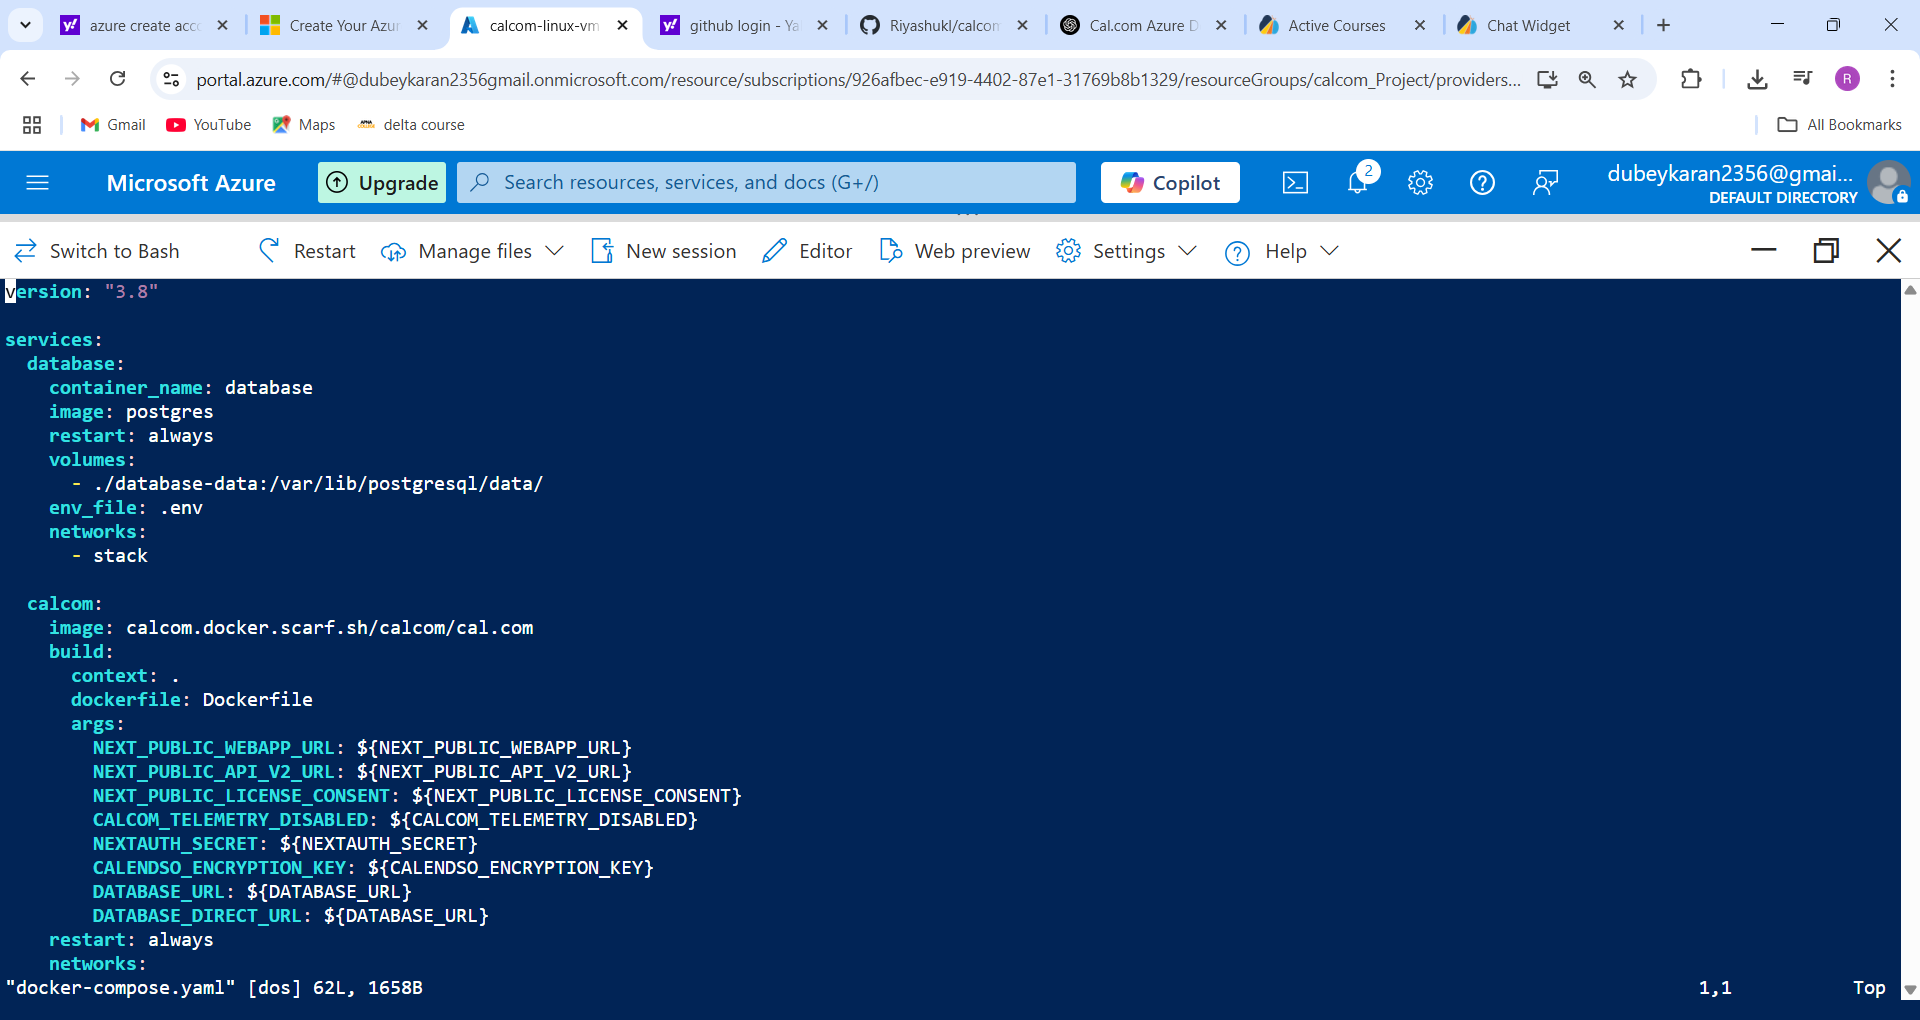 azure create acc
Create Your Azur
calcom-linux-vm
github login - Ya
Riyashukl/calcom
Cal.com Azure D
Active Courses
Chat Widget
portal.azure.com/#@dubeykaran2356gmail.onmicrosoft.com/resource/subscriptions/926afbec-e919-4402-87e1-31769b8b1329/resourceGroups/calcom_Project/providers...
R
Gmail
YouTube
Maps
delta course
All Bookmarks
Microsoft Azure
Upgrade
Search resources, services, and docs (G+/)
Copilot
2
dubeykaran2356@gmai...
DEFAULT DIRECTORY
Switch to Bash
Restart
Manage files
New session
Editor
Web preview
Settings
Help
version: "3.8"
services:
database:
container_name: database
image: postgres
restart: always
volumes:
- ./database-data:/var/lib/postgresql/data/
env_file: .env
networks:
- stack
calcom:
image: calcom.docker.scarf.sh/calcom/cal.com
build:
context: .
dockerfile: Dockerfile
args:
NEXT_PUBLIC_WEBAPP_URL: ${NEXT_PUBLIC_WEBAPP_URL}
NEXT_PUBLIC_API_V2_URL: ${NEXT_PUBLIC_API_V2_URL}
NEXT_PUBLIC_LICENSE_CONSENT: ${NEXT_PUBLIC_LICENSE_CONSENT}
CALCOM_TELEMETRY_DISABLED: ${CALCOM_TELEMETRY_DISABLED}
NEXTAUTH_SECRET: ${NEXTAUTH_SECRET}
CALENDSO_ENCRYPTION_KEY: ${CALENDSO_ENCRYPTION_KEY}
DATABASE_URL: ${DATABASE_URL}
DATABASE_DIRECT_URL: ${DATABASE_URL}
restart: always
networks:
"docker-compose.yaml" [dos] 62L, 1658B
1,1
Top